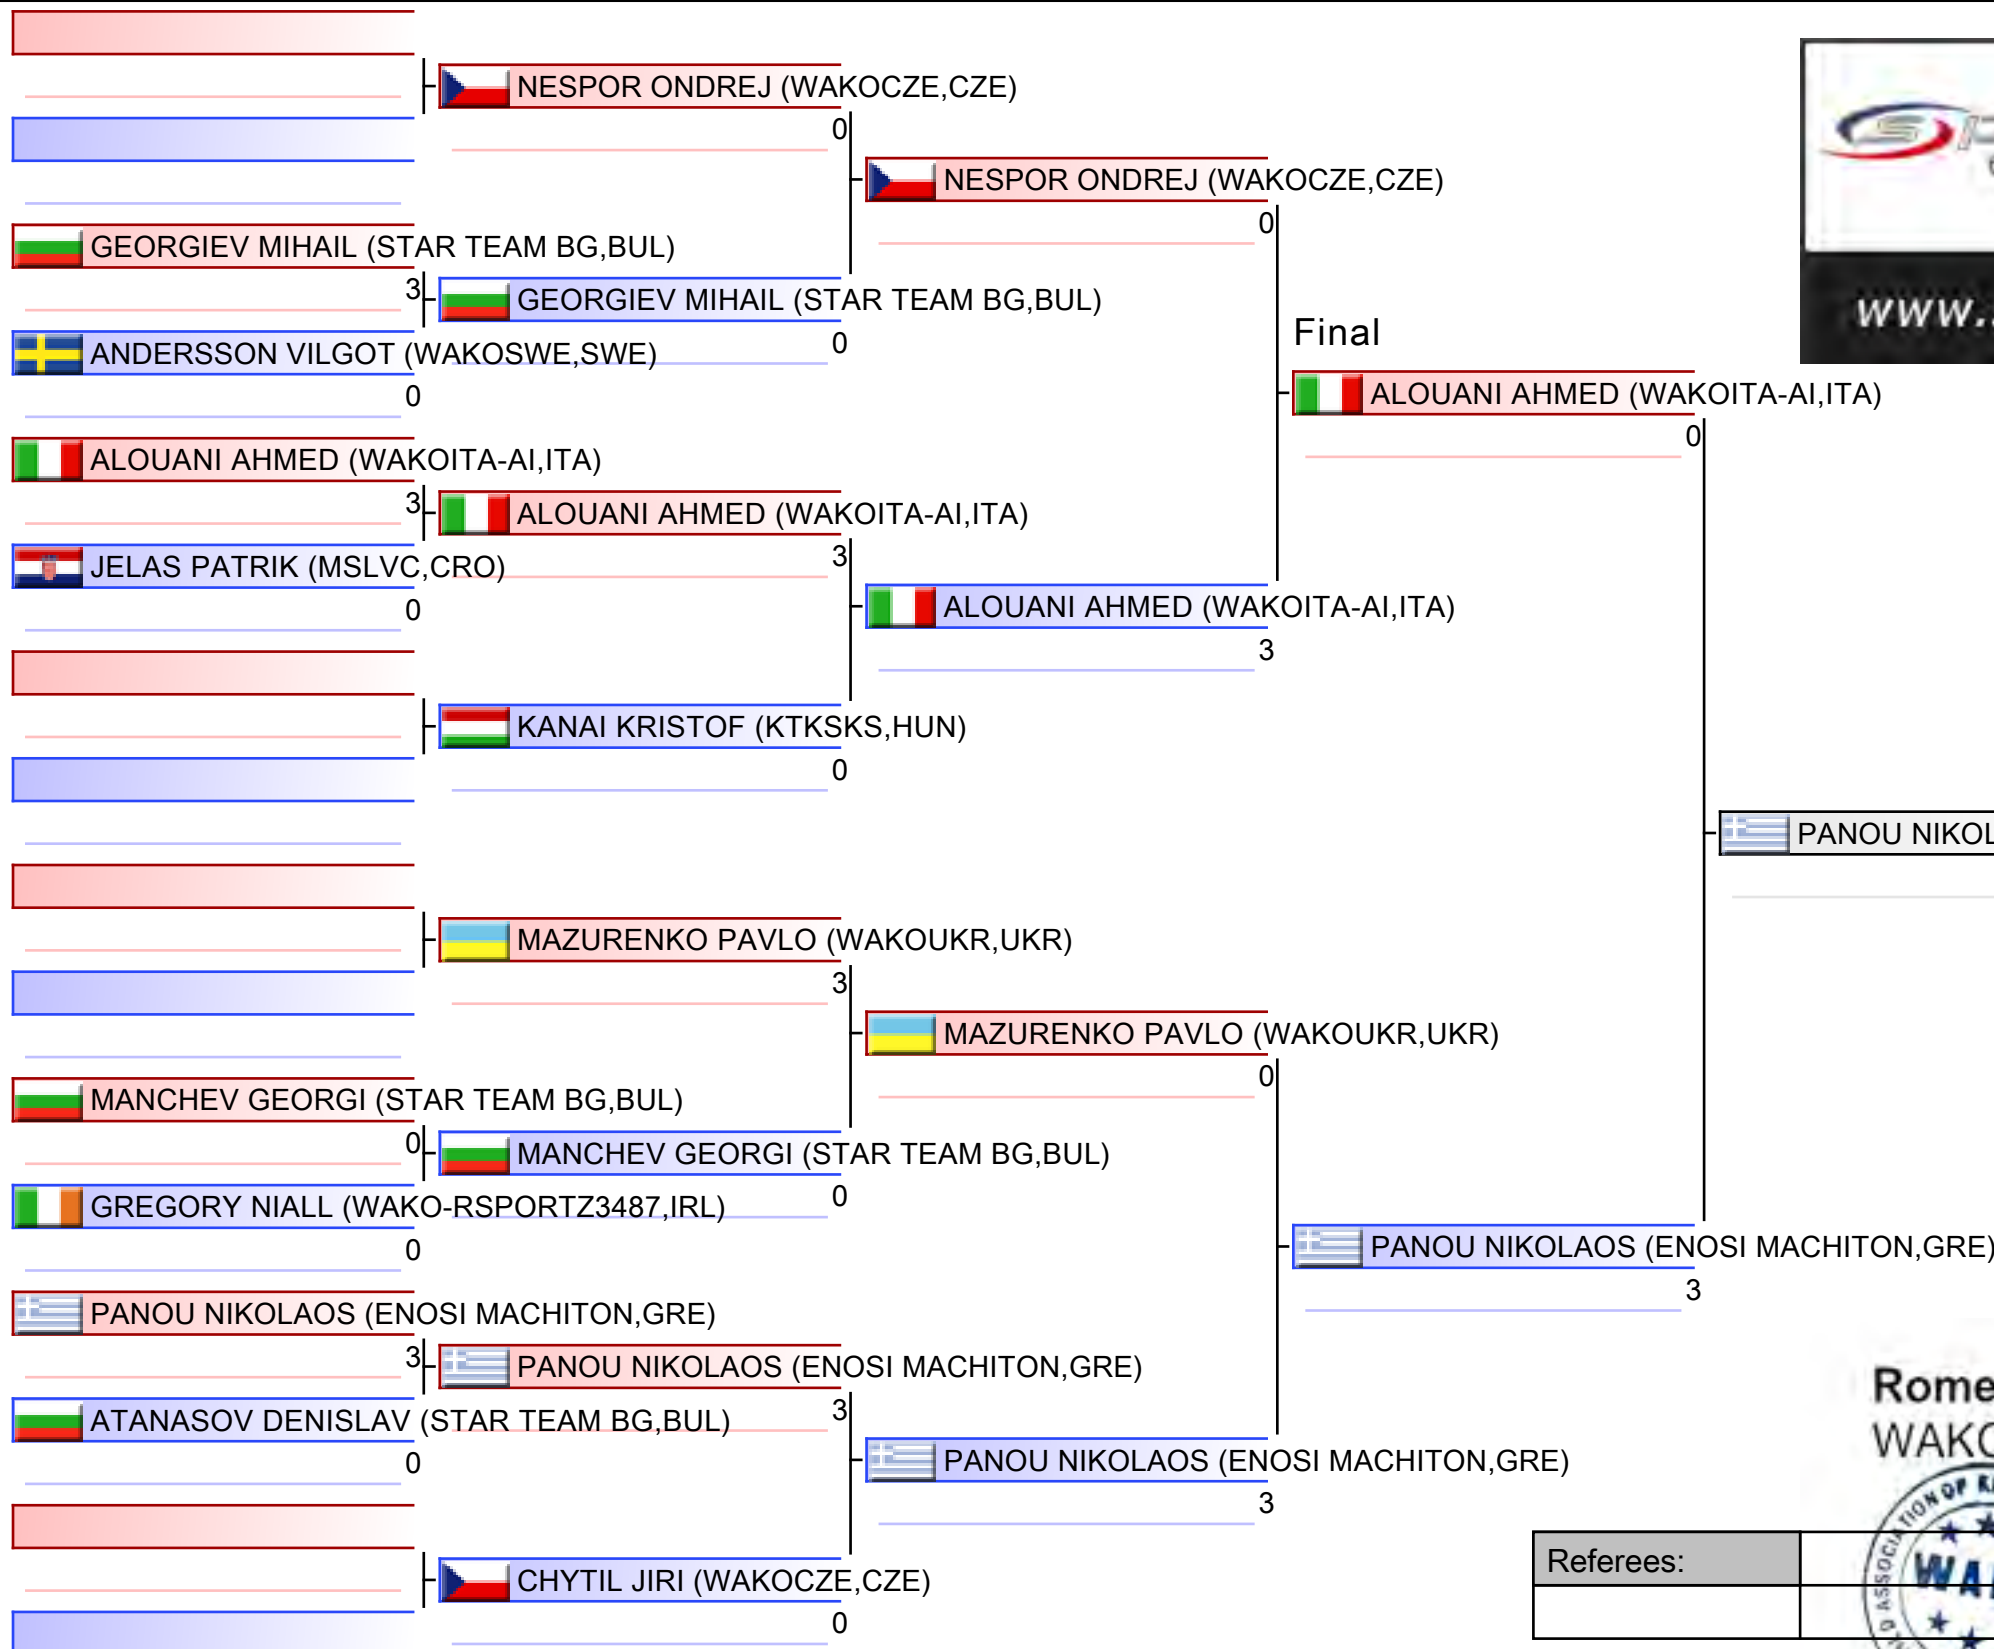 NESPOR ONDREJ (WAKOCZE,CZE)
0
NESPOR ONDREJ (WAKOCZE,CZE)
0
GEORGIEV MIHAIL (STAR TEAM BG,BUL)
3
GEORGIEV MIHAIL (STAR TEAM BG,BUL)
0
ANDERSSON VILGOT (WAKOSWE,SWE)
0
www.
Final
ALOUANI AHMED (WAKOITA-AI,ITA)
0
ALOUANI AHMED (WAKOITA-AI,ITA)
3
ALOUANI AHMED (WAKOITA-AI,ITA)
3
JELAS PATRIK (MSLVC,CRO)
0
ALOUANI AHMED (WAKOITA-AI,ITA)
3
KANAI KRISTOF (KTKSKS,HUN)
0
PANOU NIKOL
MAZURENKO PAVLO (WAKOUKR,UKR)
3
MAZURENKO PAVLO (WAKOUKR,UKR)
0
MANCHEV GEORGI (STAR TEAM BG,BUL)
0
MANCHEV GEORGI (STAR TEAM BG,BUL)
0
GREGORY NIALL (WAKO-RSPORTZ3487,IRL)
0
PANOU NIKOLAOS (ENOSI MACHITON,GRE)
3
PANOU NIKOLAOS (ENOSI MACHITON,GRE)
3
PANOU NIKOLAOS (ENOSI MACHITON,GRE)
3
ATANASOV DENISLAV (STAR TEAM BG,BUL)
0
PANOU NIKOLAOS (ENOSI MACHITON,GRE)
3
CHYTIL JIRI (WAKOCZE,CZE)
0
Rome
WAKO
Referees: